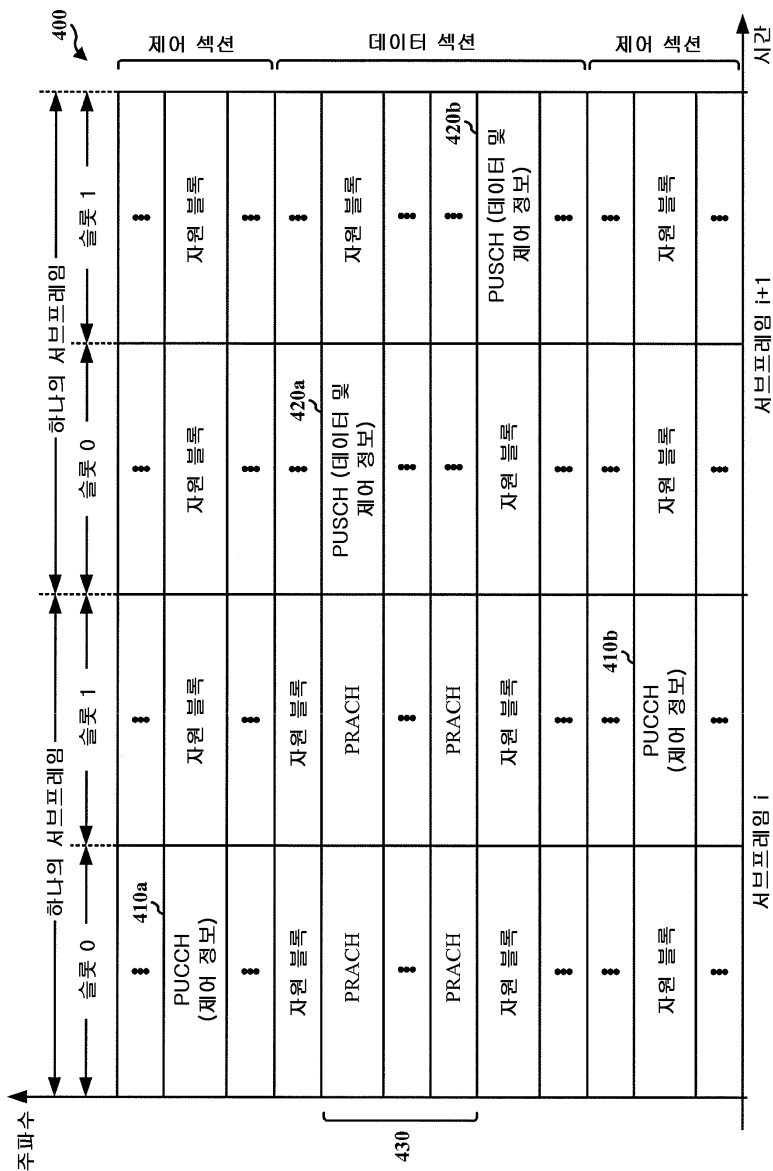 400
주파수
하나의 서브프레임
하나의 서브프레임
슬롯 0
슬롯 1
슬롯 0
슬롯 1
제어 섹션
데이터 섹션
제어 섹션
410a
PUCCH
(제어 정보)
자원 블록
자원 블록
자원 블록
자원 블록
자원 블록
420a
PRACH
PRACH
PUSCH (데이터 및
제어 정보)
자원 블록
430
420b
PRACH
PRACH
자원 블록
자원 블록
자원 블록
PUSCH (데이터 및
제어 정보)
410b
자원 블록
PUCCH
(제어 정보)
자원 블록
자원 블록
서브프레임 i
서브프레임 i+1
시간